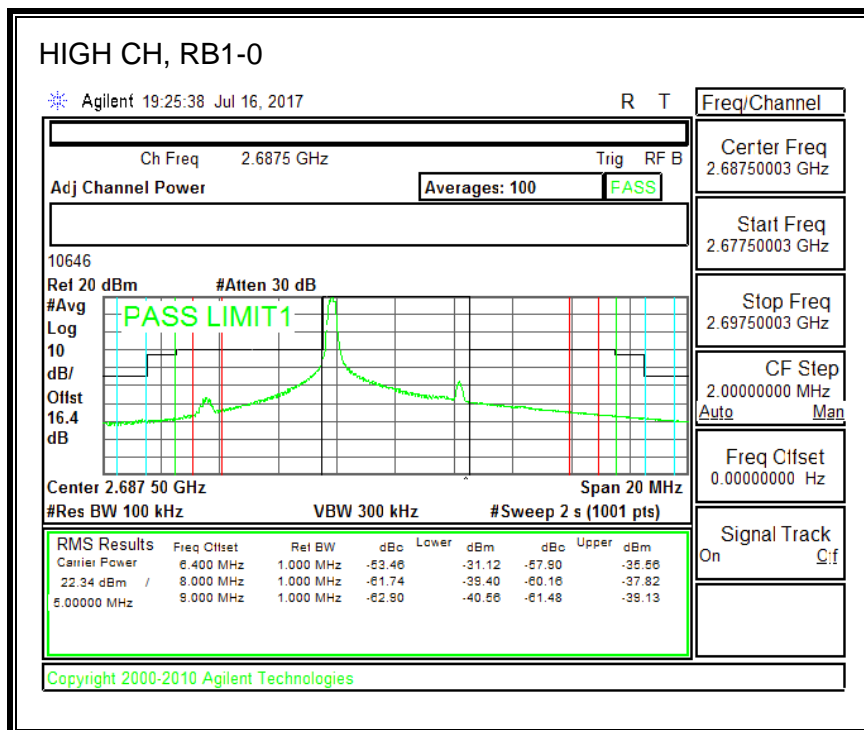 HIGH CH, RB1-0
Agilent 19:25:38 Jul 16, 2017 R T
Freq/Channel
Ch Freq 2.6875 GHz Trig RF B
Center Freq
2.68750003 GHz
Adj Channel Power Averages: 100 PASS
Start Freq
2.67750003 GHz
10646
Ref 20 dBm #Atten 30 dB
Stop Freq
2.69750003 GHz
#Avg
Log
10
dB/
Offst
16.4
dB
PASS LIMIT1
CF Step
2.00000000 MHz
Auto Man
Freq Offset
0.00000000 Hz
Center 2.687 50 GHz Span 20 MHz
#Res BW 100 kHz VBW 300 kHz #Sweep 2 s (1001 pts)
Signal Track
On Off
RMS Results Freq Offset Ref BW dBc Lower dBm dBc Upper dBm
Carrier Power 6.400 MHz 1.000 MHz -53.46 -31.12 -57.90 -35.56
22.34 dBm / 8.000 MHz 1.000 MHz -61.74 -39.40 -60.16 -37.82
5.00000 MHz 9.000 MHz 1.000 MHz -62.90 -40.56 -61.48 -39.13
Copyright 2000-2010 Agilent Technologies